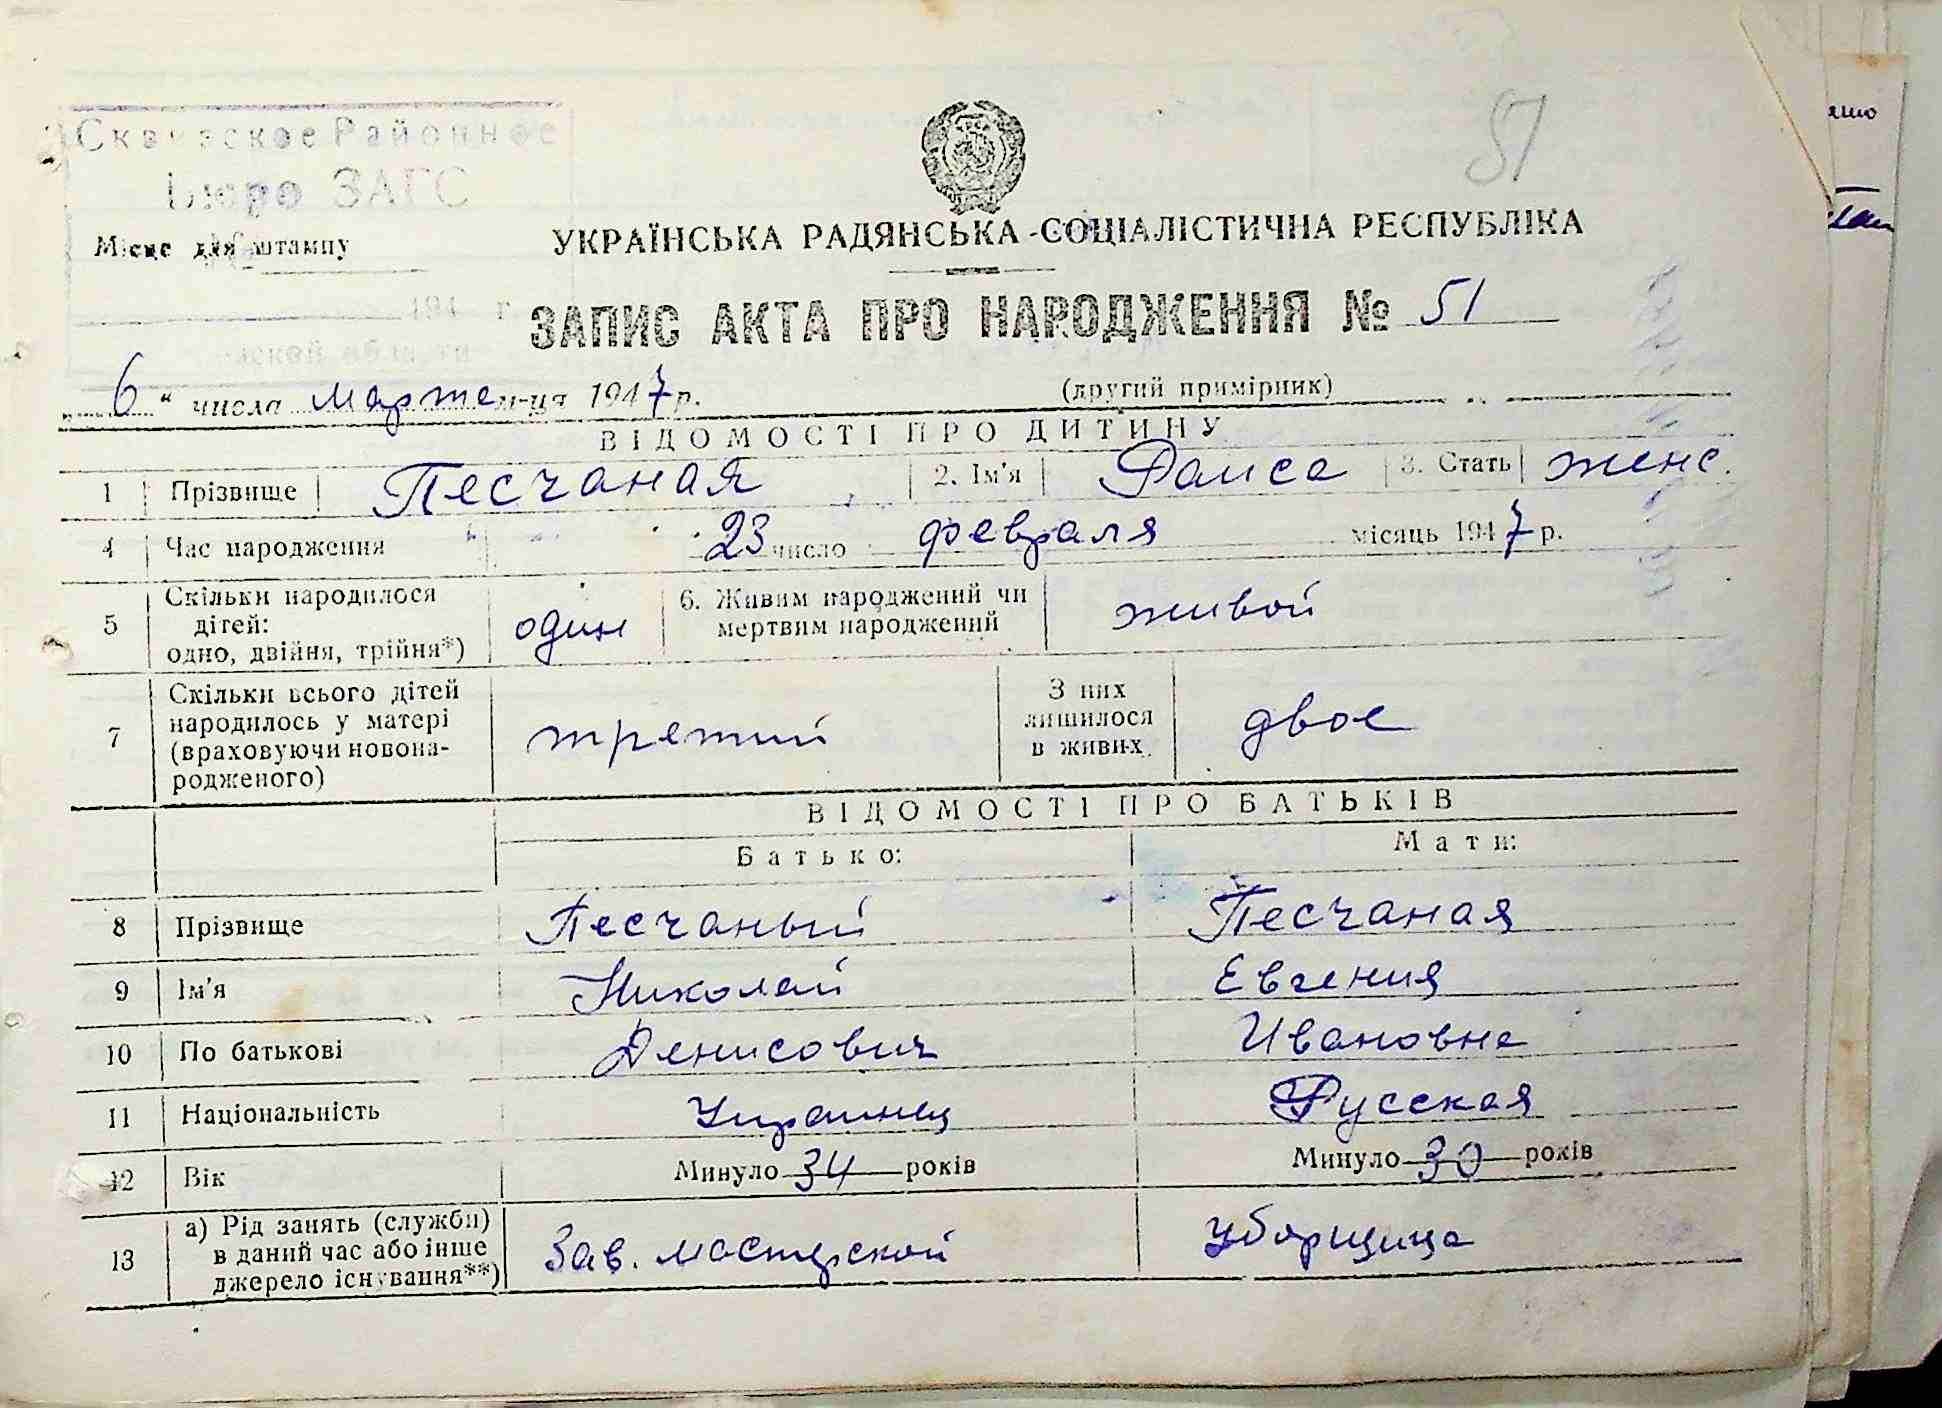 Районное
Бюро ЗАГС
Місце для штампу
194 г.
51
УКРАЇНСЬКА РАДЯНСЬКА СОЦІАЛІСТИЧНА РЕСПУБЛІКА
ЗАПИС АКТА ПРО НАРОДЖЕННЯ № 51
„6“ числа марта м-ця 1947 р. (другий примірник)
ВІДОМОСТІ ПРО ДИТИНУ
1 Прізвище Песчаная 2. Ім'я Раиса 3. Стать женс.
4 Час народження 23 число февраля місяць 1947 р.
5 Скільки народилося дітей: одно, двійня, трійня*) один 6. Живим народжений чи мертвим народжений живой
7 Скільки всього дітей народилось у матері (враховуючи новонародженого) третий З них лишилося в живих двое
ВІДОМОСТІ ПРО БАТЬКІВ
Батько: Мати:
8 Прізвище Песчаный Песчаная
9 Ім'я Николай Евгения
10 По батькові Денисович Ивановна
11 Національність Украинец Русская
12 Вік Минуло 34 років Минуло 30 років
13 а) Рід занять (служби) в даний час або інше джерело існування**) Зав. мастерской Уборщица